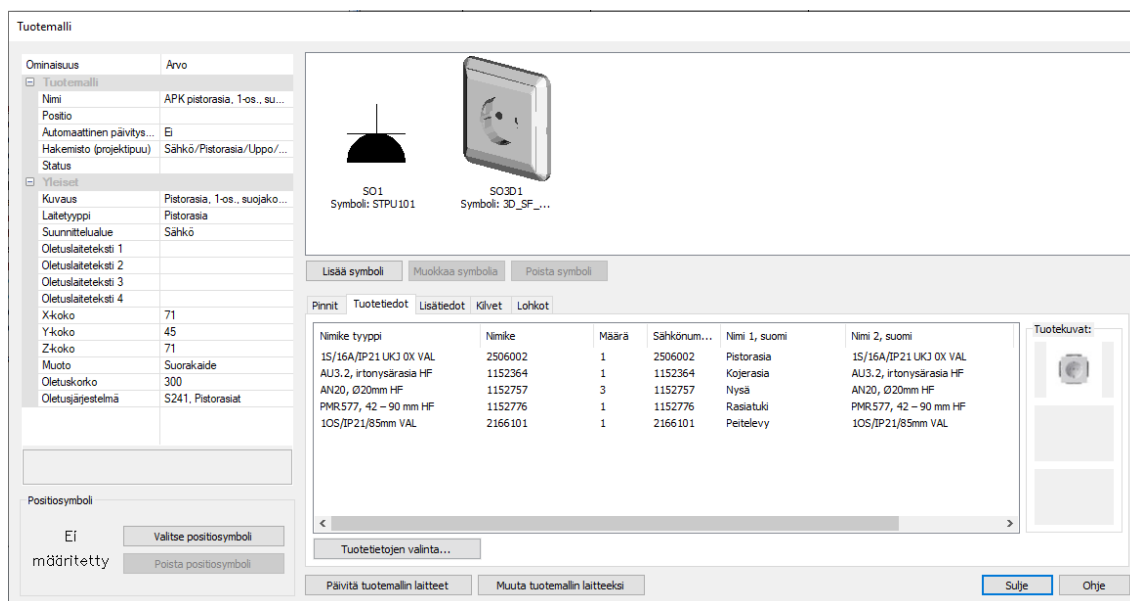 Tuotemalli
Ominaisuus Arvo
Tuotemalli
Nimi APK pistorasia, 1-os., su...
Positio
Automaattinen päivitys... Ei
Hakemisto (projektipuu) Sähkö/Pistorasia/Uppo/...
Status
Yleiset
Kuvaus Pistorasia, 1-os., suojako...
Laitetyyppi Pistorasia
Suunnittelualue Sähkö
Oletuslaiteteksti 1
Oletuslaiteteksti 2
Oletuslaiteteksti 3
Oletuslaiteteksti 4
X-koko 71
Y-koko 45
Z-koko 71
Muoto Suorakaide
Oletuskorko 300
Oletusjärjestelmä S241, Pistorasiat
Positiosymboli
Ei määritetty
Valitse positiosymboli
Poista positiosymboli
SO1
Symboli: STPU101
SO3D1
Symboli: 3D_SF_...
Lisää symboli Muokkaa symbolia Poista symboli
Pinnit Tuotetiedot Lisätiedot Kilvet Lohkot
Nimike tyyppi Nimike Määrä Sähkönum... Nimi 1, suomi Nimi 2, suomi
1S/16A/IP21 UKJ 0X VAL 2506002 1 2506002 Pistorasia 1S/16A/IP21 UKJ 0X VAL
AU3.2, irtonysärasia HF 1152364 1 1152364 Kojerasia AU3.2, irtonysärasia HF
AN20, Ø20mm HF 1152757 3 1152757 Nysä AN20, Ø20mm HF
PMR577, 42 – 90 mm HF 1152776 1 1152776 Rasiatuki PMR577, 42 – 90 mm HF
1OS/IP21/85mm VAL 2166101 1 2166101 Peitelevy 1OS/IP21/85mm VAL
Tuotekuvat:
Tuotetietojen valinta...
Päivitä tuotemallin laitteet Muuta tuotemallin laitteeksi Sulje Ohje